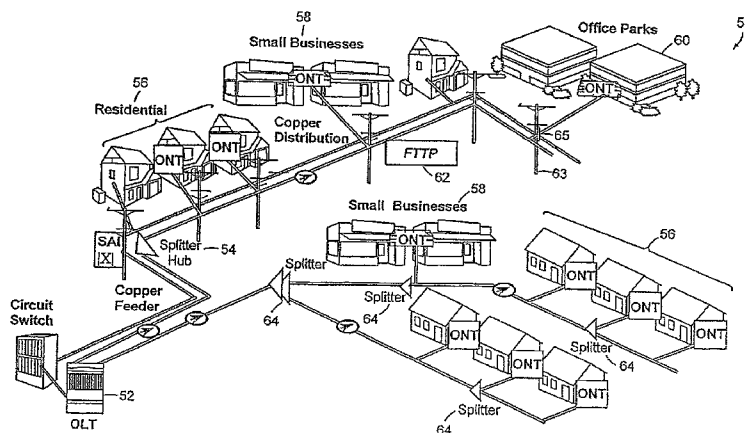 58
Small Businesses
Office Parks
60
5
56
Residential
ONT
ONT
ONT
ONT
Copper
Distribution
65
FTTP
62
63
58
Small Businesses
ONT
56
SAI
[X]
Splitter
Hub
54
Copper
Feeder
Splitter
64
Splitter
64
ONT
ONT
ONT
Circuit
Switch
ONT
ONT
ONT
Splitter
64
52
OLT
Splitter
64